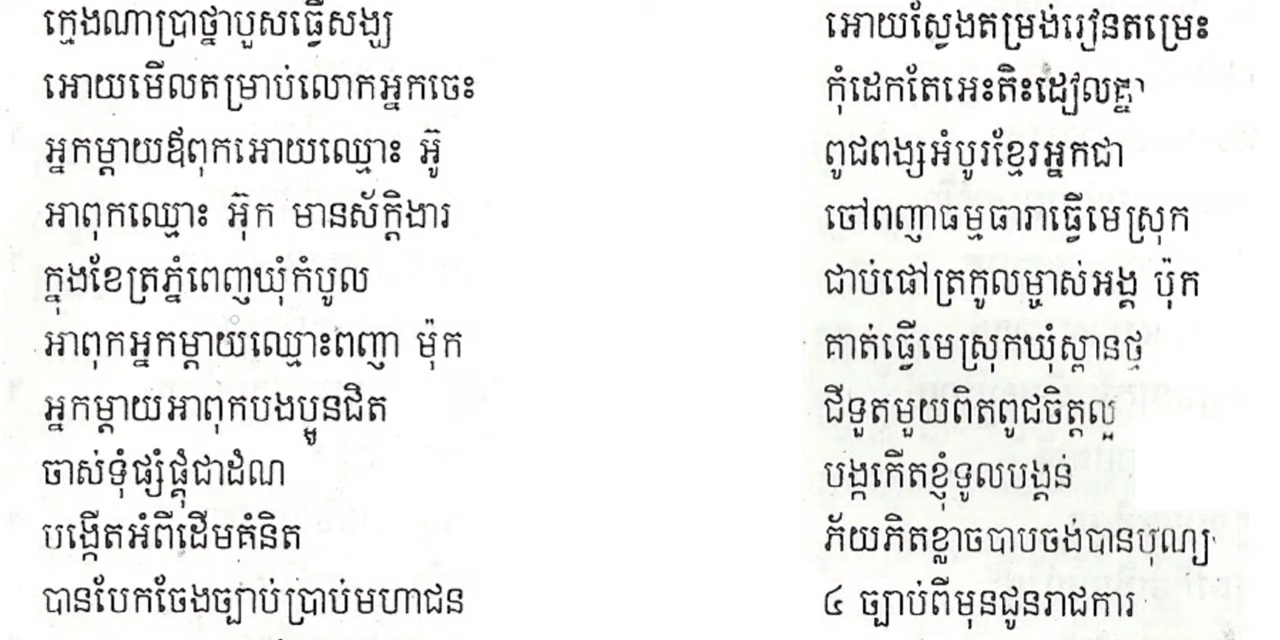 ក្មេងណាប្រាថ្នាបួសធ្វើសង្ឃ
អោយស្វែងតម្រង់រៀនតម្រេះ
អោយមើលតម្រាប់លោកអ្នកចេះ
កុំដេកតែអេះតិះដៀលគ្នា
អ្នកម្ដាយឪពុកអោយឈ្មោះ អ៊ូ
ពូជពង្សអំបូរខ្មែរអ្នកជា
អាពុកឈ្មោះ អ៊ុក មានស័ក្ដិងារ
ចៅពញាធម្មធារាធ្វើមេស្រុក
ក្នុងខែត្រភ្នំពេញឃុំកំបូល
ជាប់ផៅត្រកូលម្ចាស់អង្គ ប៉ុក
អាពុកអ្នកម្ដាយឈ្មោះពញា ម៉ុក
គាត់ធ្វើមេស្រុកឃុំស្ពានថ្ម
អ្នកម្ដាយអាពុកបងប្អូនជិត
ជីទួតមួយពិតពូជចិត្តល្អ
ចាស់ទុំផ្សំផ្គុំជាដំណ
បង្កកើតខ្ញុំទូលបង្គន់
បង្កើតអំពីដើមគំនិត
ភ័យភិតខ្លាចបាបចង់បានបុណ្យ
បានបែកចែងច្បាប់ប្រាប់មហាជន
៤ ច្បាប់ពីមុនជូនរាជការ